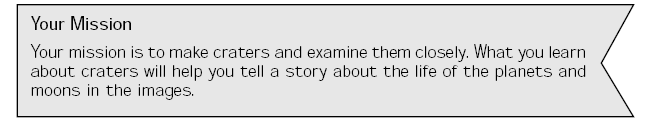 Your Mission
Your mission is to make craters and examine them closely. What you learn
about craters will help you tell a story about the life of the planets and
moons in the images.